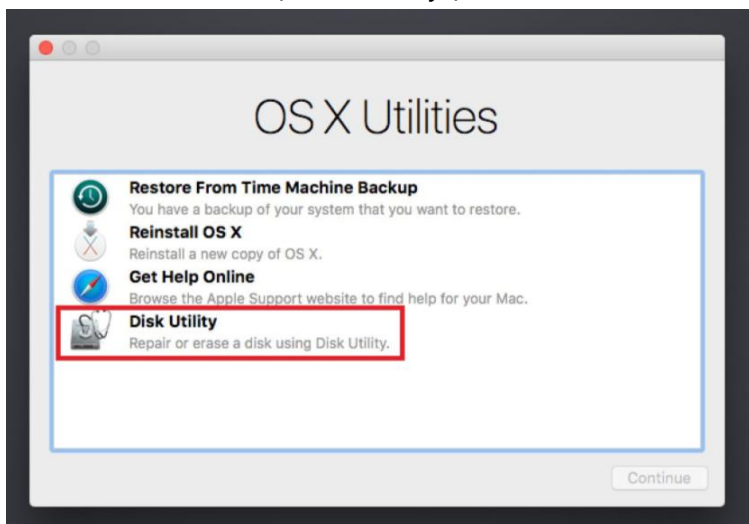 OS X Utilities
Restore From Time Machine Backup
You have a backup of your system that you want to restore.
Reinstall OS X
Reinstall a new copy of OS X.
Get Help Online
Browse the Apple Support website to find help for your Mac.
Disk Utility
Repair or erase a disk using Disk Utility.
Continue